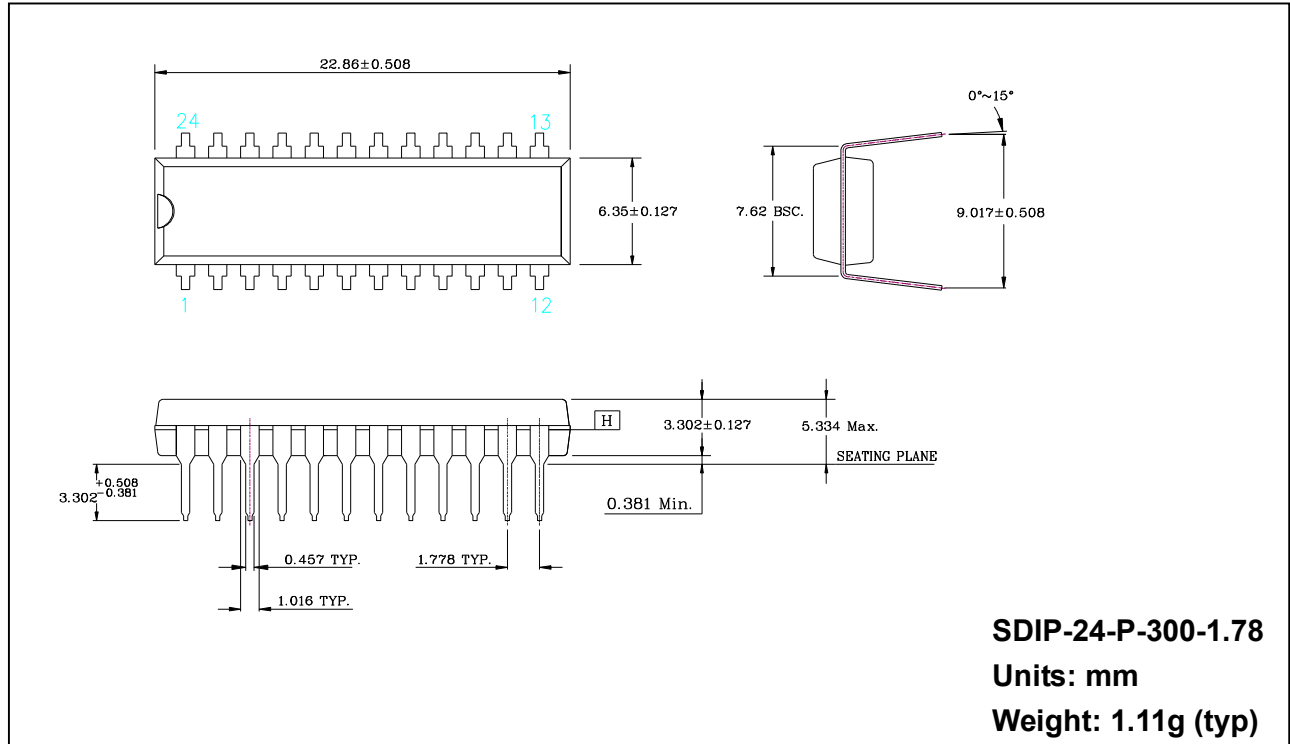 22.86±0.508
24
13
1
12
6.35±0.127
0°~15°
7.62 BSC.
9.017±0.508
H
3.302±0.127
5.334 Max.
SEATING PLANE
3.302 +0.508 -0.381
0.381 Min.
0.457 TYP.
1.778 TYP.
1.016 TYP.
SDIP-24-P-300-1.78
Units: mm
Weight: 1.11g (typ)